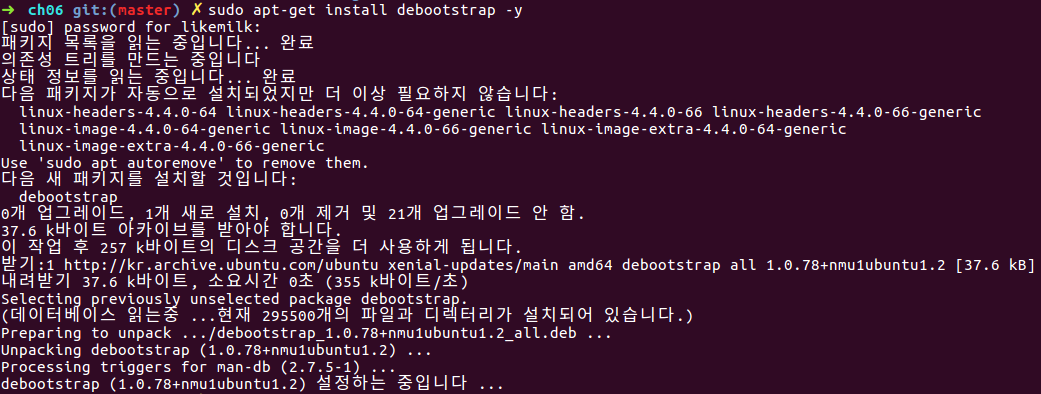 ➜ ch06 git:(master) ✗ sudo apt-get install debootstrap -y
[sudo] password for likemilk:
패키지 목록을 읽는 중입니다... 완료
의존성 트리를 만드는 중입니다
상태 정보를 읽는 중입니다... 완료
다음 패키지가 자동으로 설치되었지만 더 이상 필요하지 않습니다:
linux-headers-4.4.0-64 linux-headers-4.4.0-64-generic linux-headers-4.4.0-66 linux-headers-4.4.0-66-generic
linux-image-4.4.0-64-generic linux-image-4.4.0-66-generic linux-image-extra-4.4.0-64-generic
linux-image-extra-4.4.0-66-generic
Use 'sudo apt autoremove' to remove them.
다음 새 패키지를 설치할 것입니다:
debootstrap
0개 업그레이드, 1개 새로 설치, 0개 제거 및 21개 업그레이드 안 함.
37.6 k바이트 아카이브를 받아야 합니다.
이 작업 후 257 k바이트의 디스크 공간을 더 사용하게 됩니다.
받기:1 http://kr.archive.ubuntu.com/ubuntu xenial-updates/main amd64 debootstrap all 1.0.78+nmu1ubuntu1.2 [37.6 kB]
내려받기 37.6 k바이트, 소요시간 0초 (355 k바이트/초)
Selecting previously unselected package debootstrap.
(데이터베이스 읽는중 ...현재 295500개의 파일과 디렉터리가 설치되어 있습니다.)
Preparing to unpack .../debootstrap_1.0.78+nmu1ubuntu1.2_all.deb ...
Unpacking debootstrap (1.0.78+nmu1ubuntu1.2) ...
Processing triggers for man-db (2.7.5-1) ...
debootstrap (1.0.78+nmu1ubuntu1.2) 설정하는 중입니다 ...